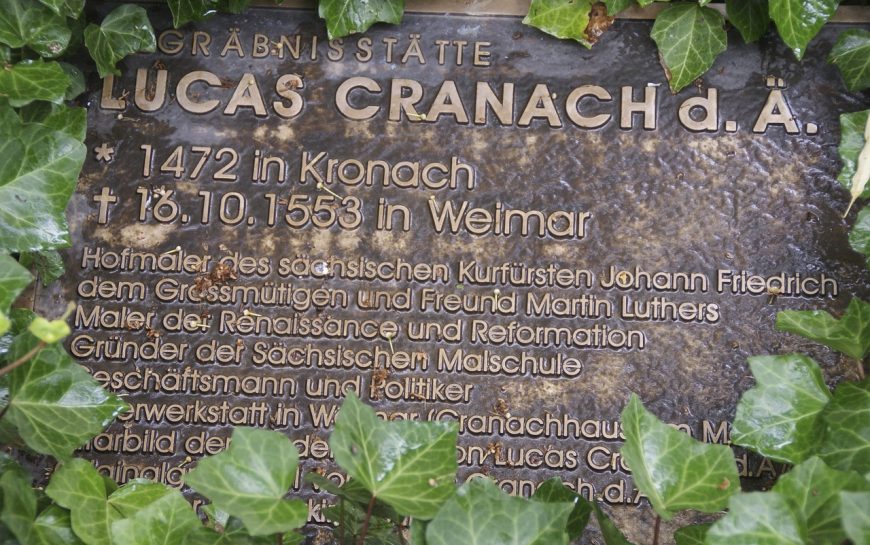 GRÄBNISSTÄTTE
LUCAS CRANACH d. Ä.
* 1472 in Kronach
† 16.10.1553 in Weimar
Hofmaler des sächsischen Kurfürsten Johann Friedrich
dem Grossmütigen und Freund Martin Luthers
Maler der Renaissance und Reformation
Gründer der Sächsischen Malschule
Geschäftsmann und Politiker
in Weimar (Cranachhaus
Lucas
Cranach d.Ä